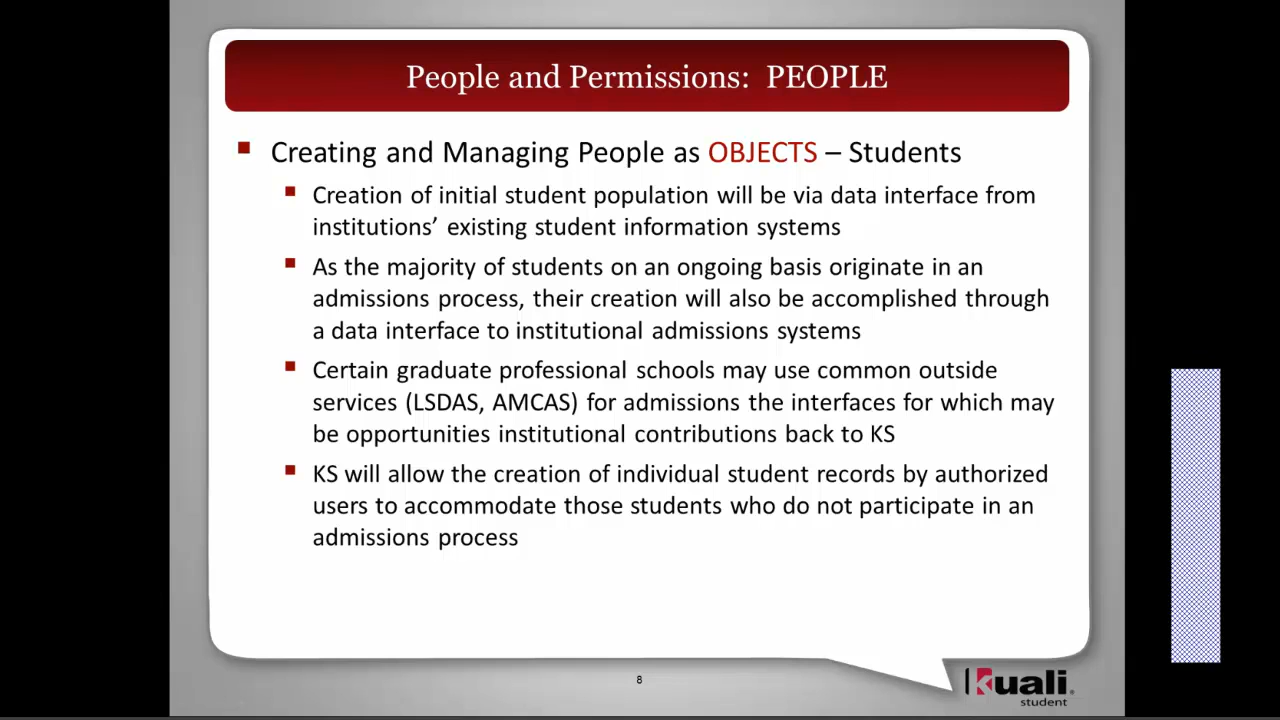 People and Permissions:  PEOPLE
Creating and Managing People as OBJECTS – Students
Creation of initial student population will be via data interface from
institutions’ existing student information systems
As the majority of students on an ongoing basis originate in an
admissions process, their creation will also be accomplished through
a data interface to institutional admissions systems
Certain graduate professional schools may use common outside
services (LSDAS, AMCAS) for admissions the interfaces for which may
be opportunities institutional contributions back to KS
KS will allow the creation of individual student records by authorized
users to accommodate those students who do not participate in an
admissions process
8
Kuali
student